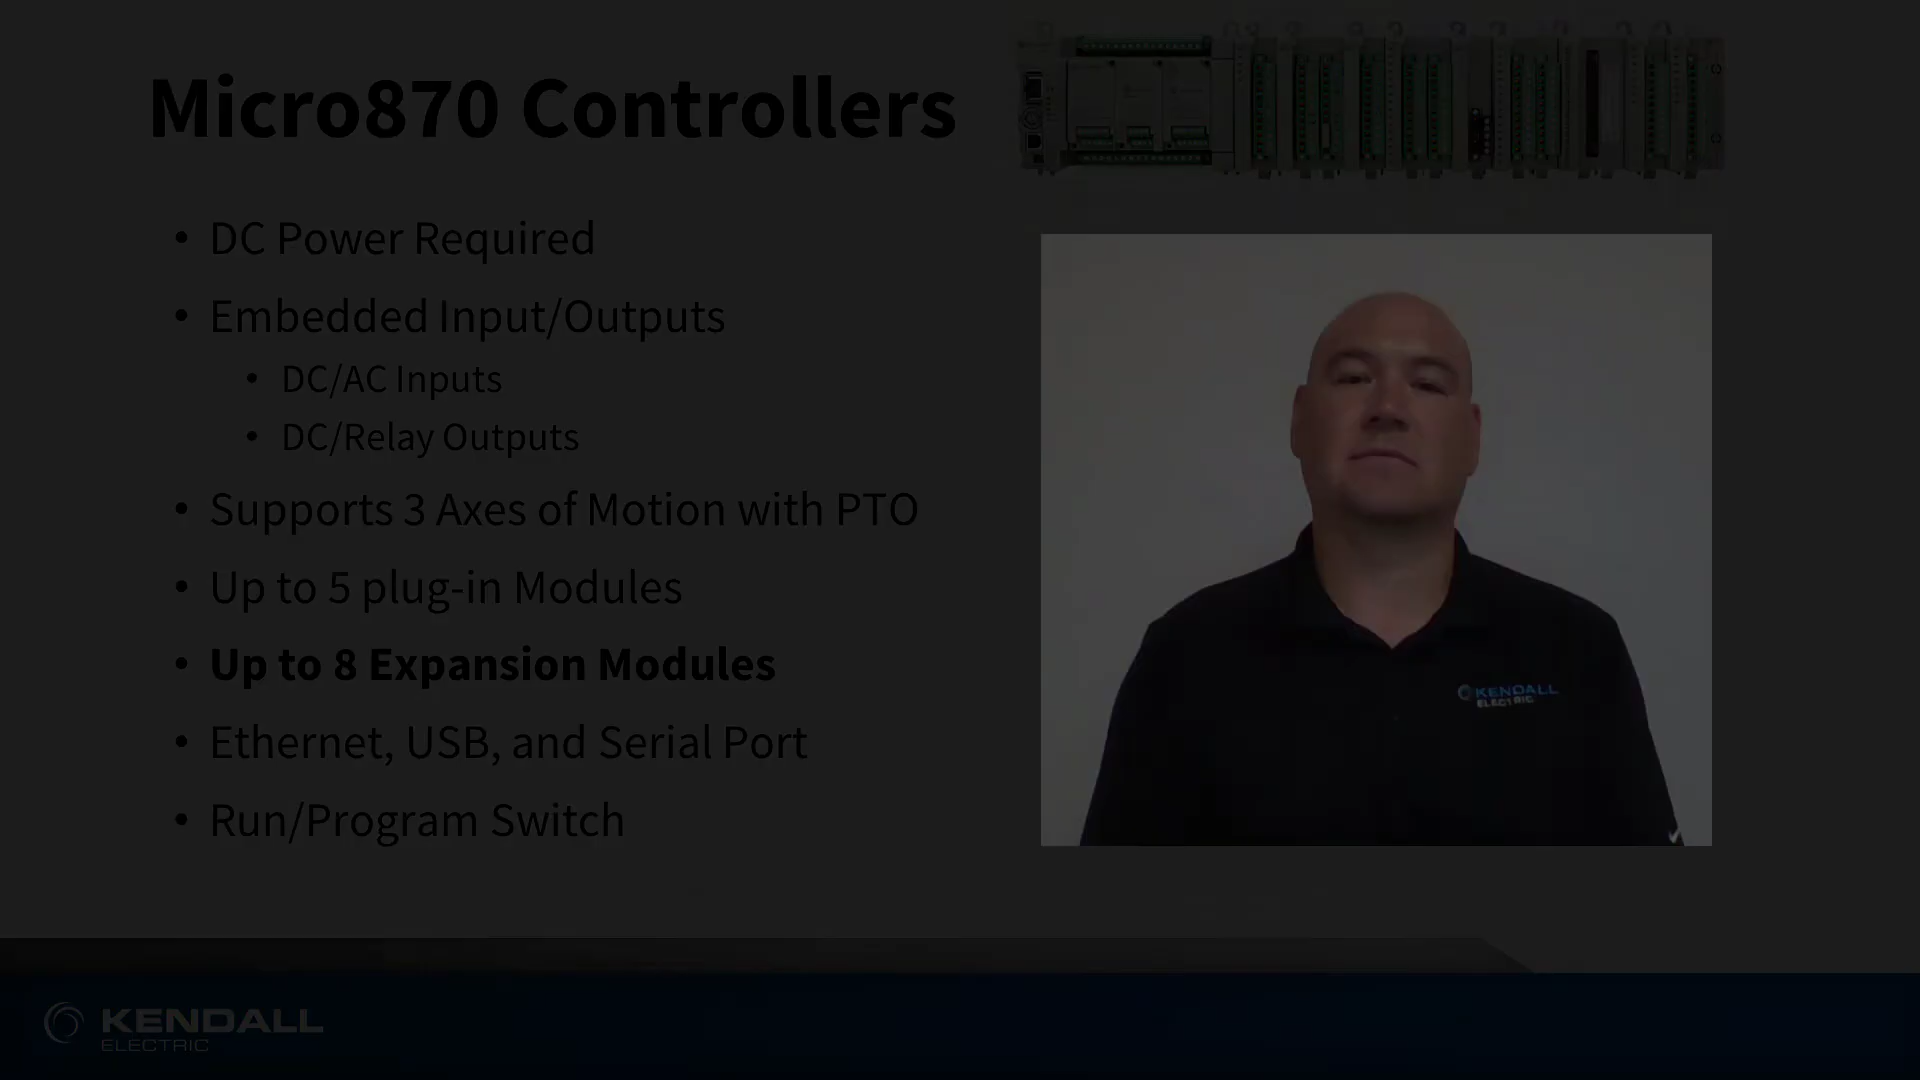 Micro870 Controllers
• DC Power Required
• Embedded Input/Outputs
• DC/AC Inputs
• DC/Relay Outputs
• Supports 3 Axes of Motion with PTO
• Up to 5 plug-in Modules
• Up to 8 Expansion Modules
• Ethernet, USB, and Serial Port
• Run/Program Switch
KENDALL
ELECTRIC
KENDALL
ELECTRIC